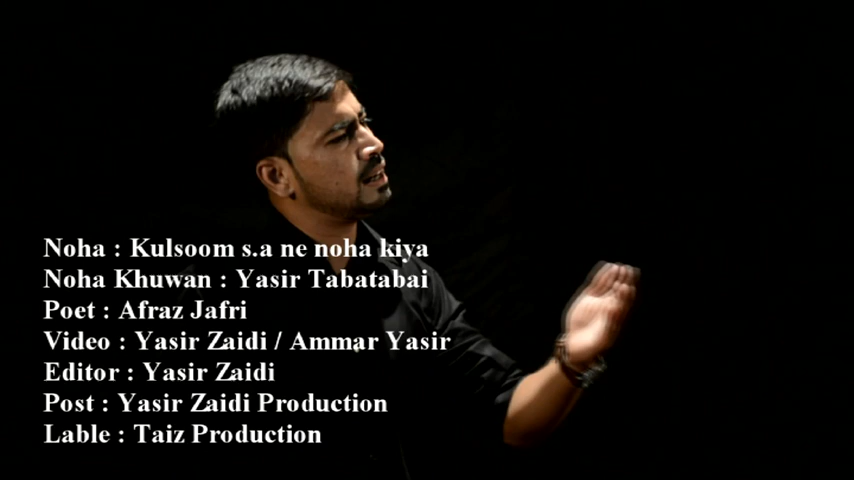 Noha : Kulsoom s.a ne noha kiya
Noha Khuwan : Yasir Tabatabai
Poet : Afraz Jafri
Video : Yasir Zaidi / Ammar Yasir
Editor : Yasir Zaidi
Post : Yasir Zaidi Production
Lable : Taiz Production